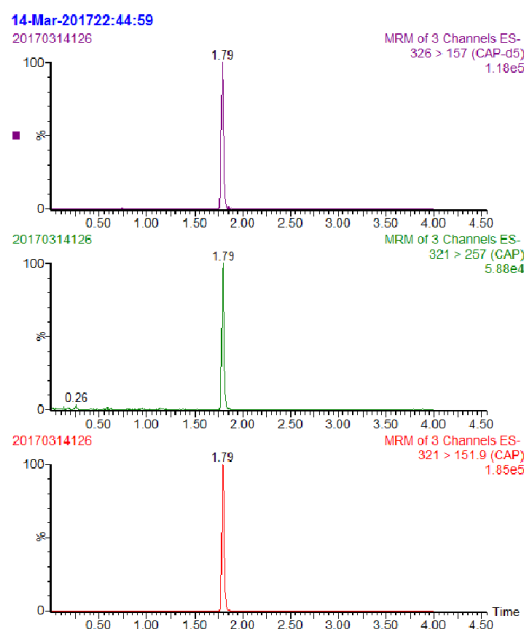 14-Mar-201722:44:59
20170314126
MRM of 3 Channels ES-
326 > 157 (CAP-d5)
1.18e5
1.79
100
%
0
0.50 1.00 1.50 2.00 2.50 3.00 3.50 4.00 4.50
20170314126
MRM of 3 Channels ES-
321 > 257 (CAP)
5.88e4
1.79
100
%
0.26
0
0.50 1.00 1.50 2.00 2.50 3.00 3.50 4.00 4.50
20170314126
MRM of 3 Channels ES-
321 > 151.9 (CAP)
1.85e5
1.79
100
%
0
Time
0.50 1.00 1.50 2.00 2.50 3.00 3.50 4.00 4.50